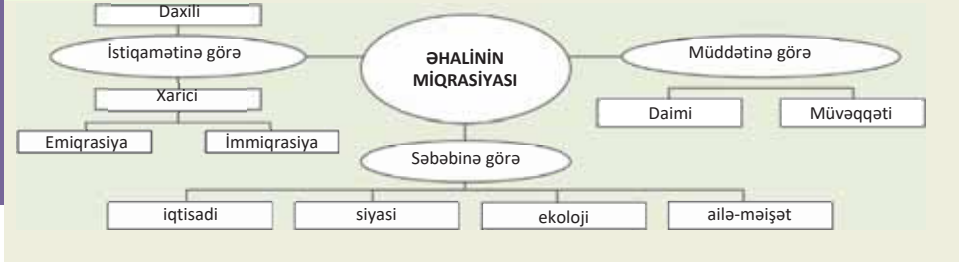 Daxili
İstiqamətinə görə
ƏHALİNİN
MİQRASİYASI
Müddətinə görə
Xarici
Daimi
Müvəqqəti
Emiqrasiya
İmmiqrasiya
Səbəbinə görə
iqtisadi
siyasi
ekoloji
ailə-məişət